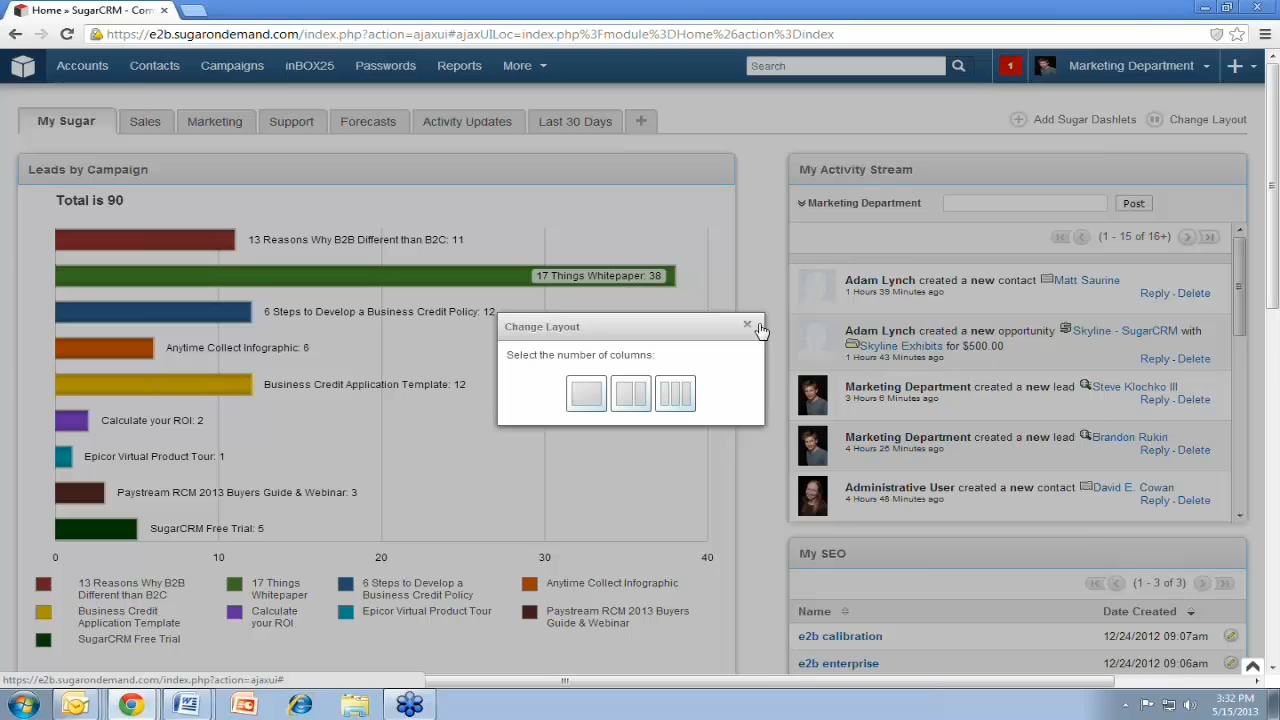 Home » SugarCRM - Com
https://e2b.sugarondemand.com/index.php?action=ajaxui#ajaxUILoc=index.php%3Fmodule%3DHome%26action%3Dindex
Accounts Contacts Campaigns inBOX25 Passwords Reports More Search 1 Marketing Department
My Sugar Sales Marketing Support Forecasts Activity Updates Last 30 Days Add Sugar Dashlets Change Layout
Leads by Campaign
Total is 90
13 Reasons Why B2B Different than B2C: 11
17 Things Whitepaper: 38
6 Steps to Develop a Business Credit Policy: 12
Anytime Collect Infographic: 6
Business Credit Application Template: 12
Calculate your ROI: 2
Epicor Virtual Product Tour: 1
Paystream RCM 2013 Buyers Guide & Webinar: 3
SugarCRM Free Trial: 5
0 10 20 30 40
13 Reasons Why B2B
Different than B2C
17 Things
Whitepaper
6 Steps to Develop a
Business Credit Policy
Anytime Collect Infographic
Business Credit
Application Template
Calculate
your ROI
Epicor Virtual Product Tour
Paystream RCM 2013 Buyers
Guide & Webinar
SugarCRM Free Trial
Change Layout
Select the number of columns:
My Activity Stream
Marketing Department Post
(1 - 15 of 16+)
Adam Lynch created a new contact Matt Saurine
1 Hours 39 Minutes ago
Reply - Delete
Adam Lynch created a new opportunity Skyline - SugarCRM with
Skyline Exhibits for $500.00
1 Hours 43 Minutes ago
Reply - Delete
Marketing Department created a new lead Steve Klochko III
3 Hours 6 Minutes ago
Reply - Delete
Marketing Department created a new lead Brandon Rukin
4 Hours 26 Minutes ago
Reply - Delete
Administrative User created a new contact David E. Cowan
4 Hours 48 Minutes ago
Reply - Delete
My SEO
(1 - 3 of 3)
Name Date Created
e2b calibration 12/24/2012 09:07am
e2b enterprise 12/24/2012 09:06am
https://e2b.sugarondemand.com/index.php?action=ajaxui#
3:32 PM
5/15/2013